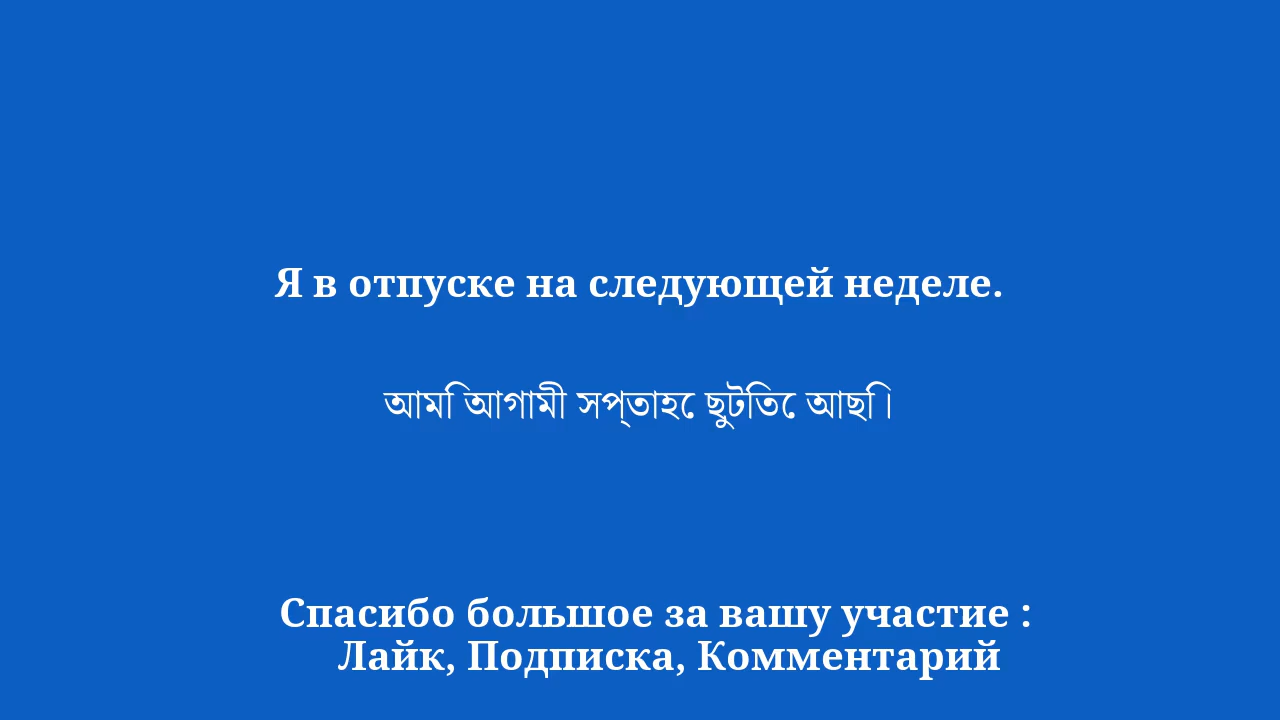 Я в отпуске на следующей неделе.
আমি আগামী সপ্তাহে ছুটিতে আছি।
Спасибо большое за вашу участие :
Лайк, Подписка, Комментарий